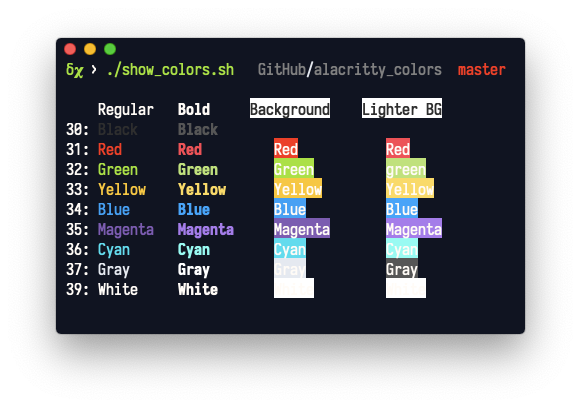 δχ › ./show_colors.sh GitHub/alacritty_colors master
Regular Bold Background Lighter BG
30: Black Black
31: Red Red Red Red
32: Green Green Green green
33: Yellow Yellow Yellow Yellow
34: Blue Blue Blue Blue
35: Magenta Magenta Magenta Magenta
36: Cyan Cyan Cyan Cyan
37: Gray Gray Gray Gray
39: White White